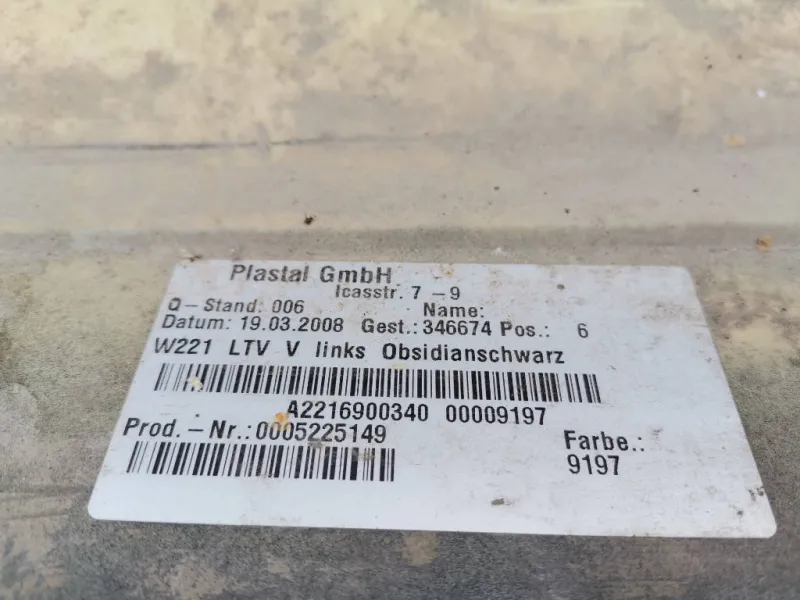 Plastal GmbH
Icasstr. 7-9
Q-Stand: 006 Name:
Datum: 19.03.2008 Gest.: 346674 Pos.: 6
W221 LTV V links Obsidianschwarz
A2216900340 00009197
Prod.-Nr.:0005225149 Farbe.:
9197